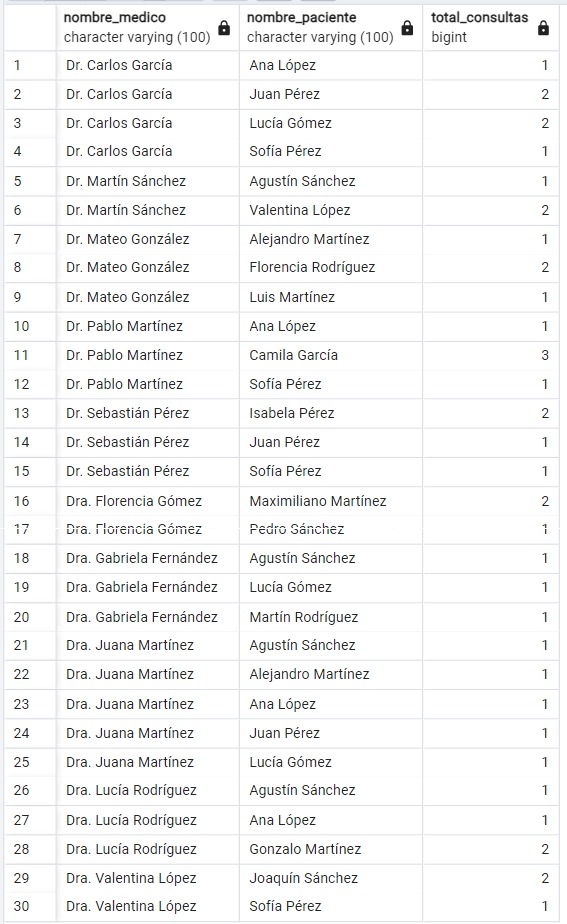 nombre_medico nombre_paciente total_consultas
character varying (100) character varying (100) bigint
1 Dr. Carlos García Ana López 1
2 Dr. Carlos García Juan Pérez 2
3 Dr. Carlos García Lucía Gómez 2
4 Dr. Carlos García Sofía Pérez 1
5 Dr. Martín Sánchez Agustín Sánchez 1
6 Dr. Martín Sánchez Valentina López 2
7 Dr. Mateo González Alejandro Martínez 1
8 Dr. Mateo González Florencia Rodríguez 2
9 Dr. Mateo González Luis Martínez 1
10 Dr. Pablo Martínez Ana López 1
11 Dr. Pablo Martínez Camila García 3
12 Dr. Pablo Martínez Sofía Pérez 1
13 Dr. Sebastián Pérez Isabela Pérez 2
14 Dr. Sebastián Pérez Juan Pérez 1
15 Dr. Sebastián Pérez Sofía Pérez 1
16 Dra. Florencia Gómez Maximiliano Martínez 2
17 Dra. Florencia Gómez Pedro Sánchez 1
18 Dra. Gabriela Fernández Agustín Sánchez 1
19 Dra. Gabriela Fernández Lucía Gómez 1
20 Dra. Gabriela Fernández Martín Rodríguez 1
21 Dra. Juana Martínez Agustín Sánchez 1
22 Dra. Juana Martínez Alejandro Martínez 1
23 Dra. Juana Martínez Ana López 1
24 Dra. Juana Martínez Juan Pérez 1
25 Dra. Juana Martínez Lucía Gómez 1
26 Dra. Lucía Rodríguez Agustín Sánchez 1
27 Dra. Lucía Rodríguez Ana López 1
28 Dra. Lucía Rodríguez Gonzalo Martínez 2
29 Dra. Valentina López Joaquín Sánchez 2
30 Dra. Valentina López Sofía Pérez 1